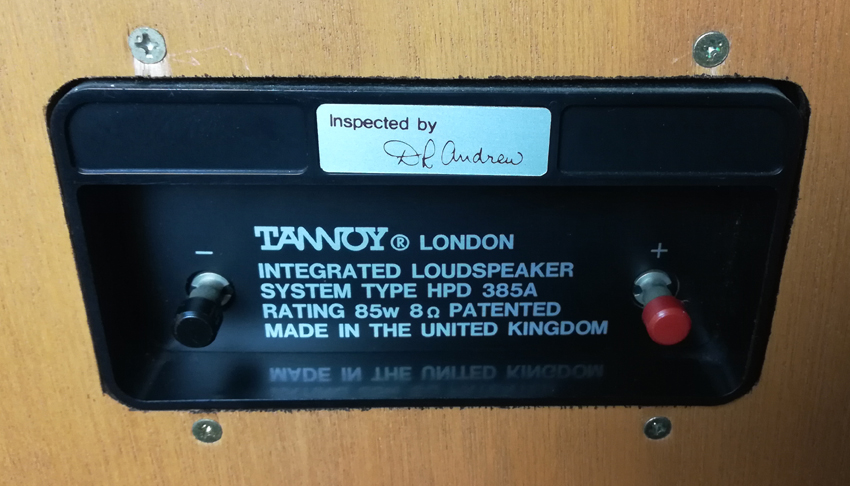 Inspected by
DL Andrew
− +
TANNOY® LONDON
INTEGRATED LOUDSPEAKER
SYSTEM TYPE HPD 385A
RATING 85w 8Ω PATENTED
MADE IN THE UNITED KINGDOM